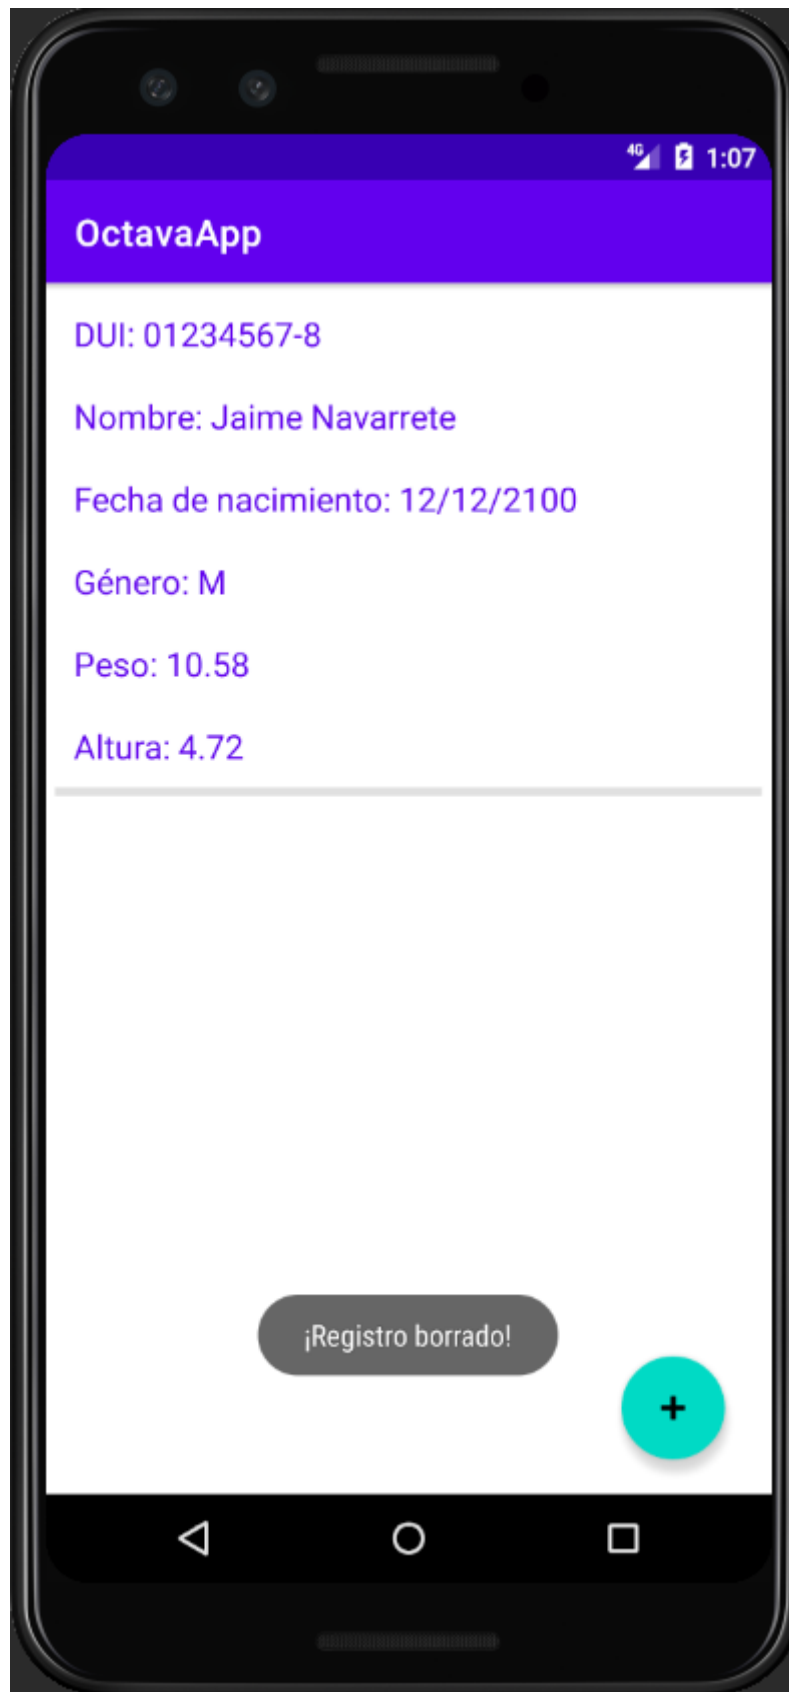 4G 1:07
OctavaApp
DUI: 01234567-8
Nombre: Jaime Navarrete
Fecha de nacimiento: 12/12/2100
Género: M
Peso: 10.58
Altura: 4.72
¡Registro borrado!
+